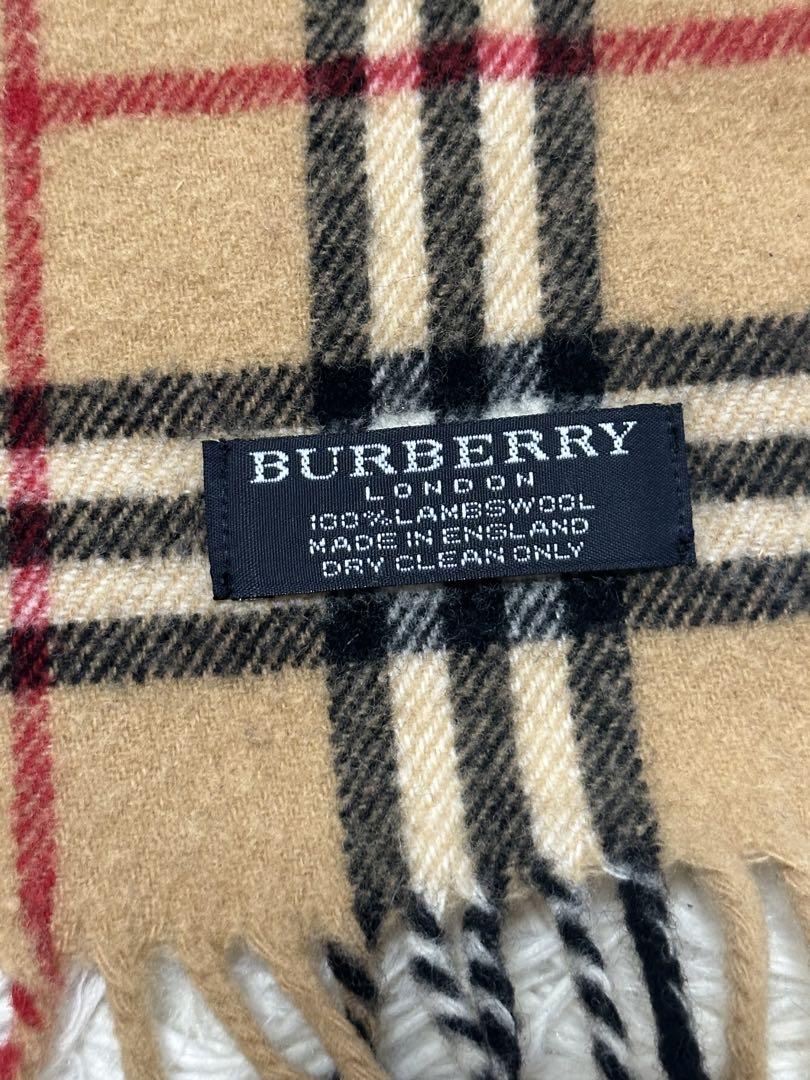 BURBERRY
LONDON
100%LAMBSWOOL
MADE IN ENGLAND
DRY CLEAN ONLY